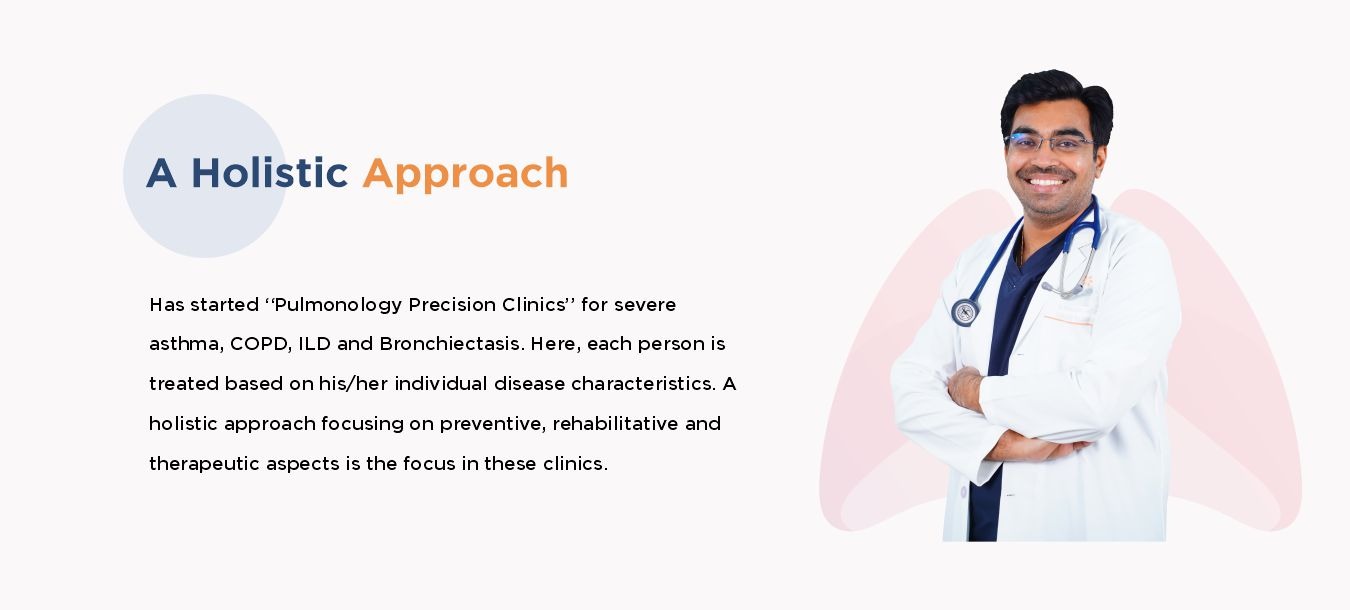 A Holistic Approach
Has started “Pulmonology Precision Clinics” for severe
asthma, COPD, ILD and Bronchiectasis. Here, each person is
treated based on his/her individual disease characteristics. A
holistic approach focusing on preventive, rehabilitative and
therapeutic aspects is the focus in these clinics.